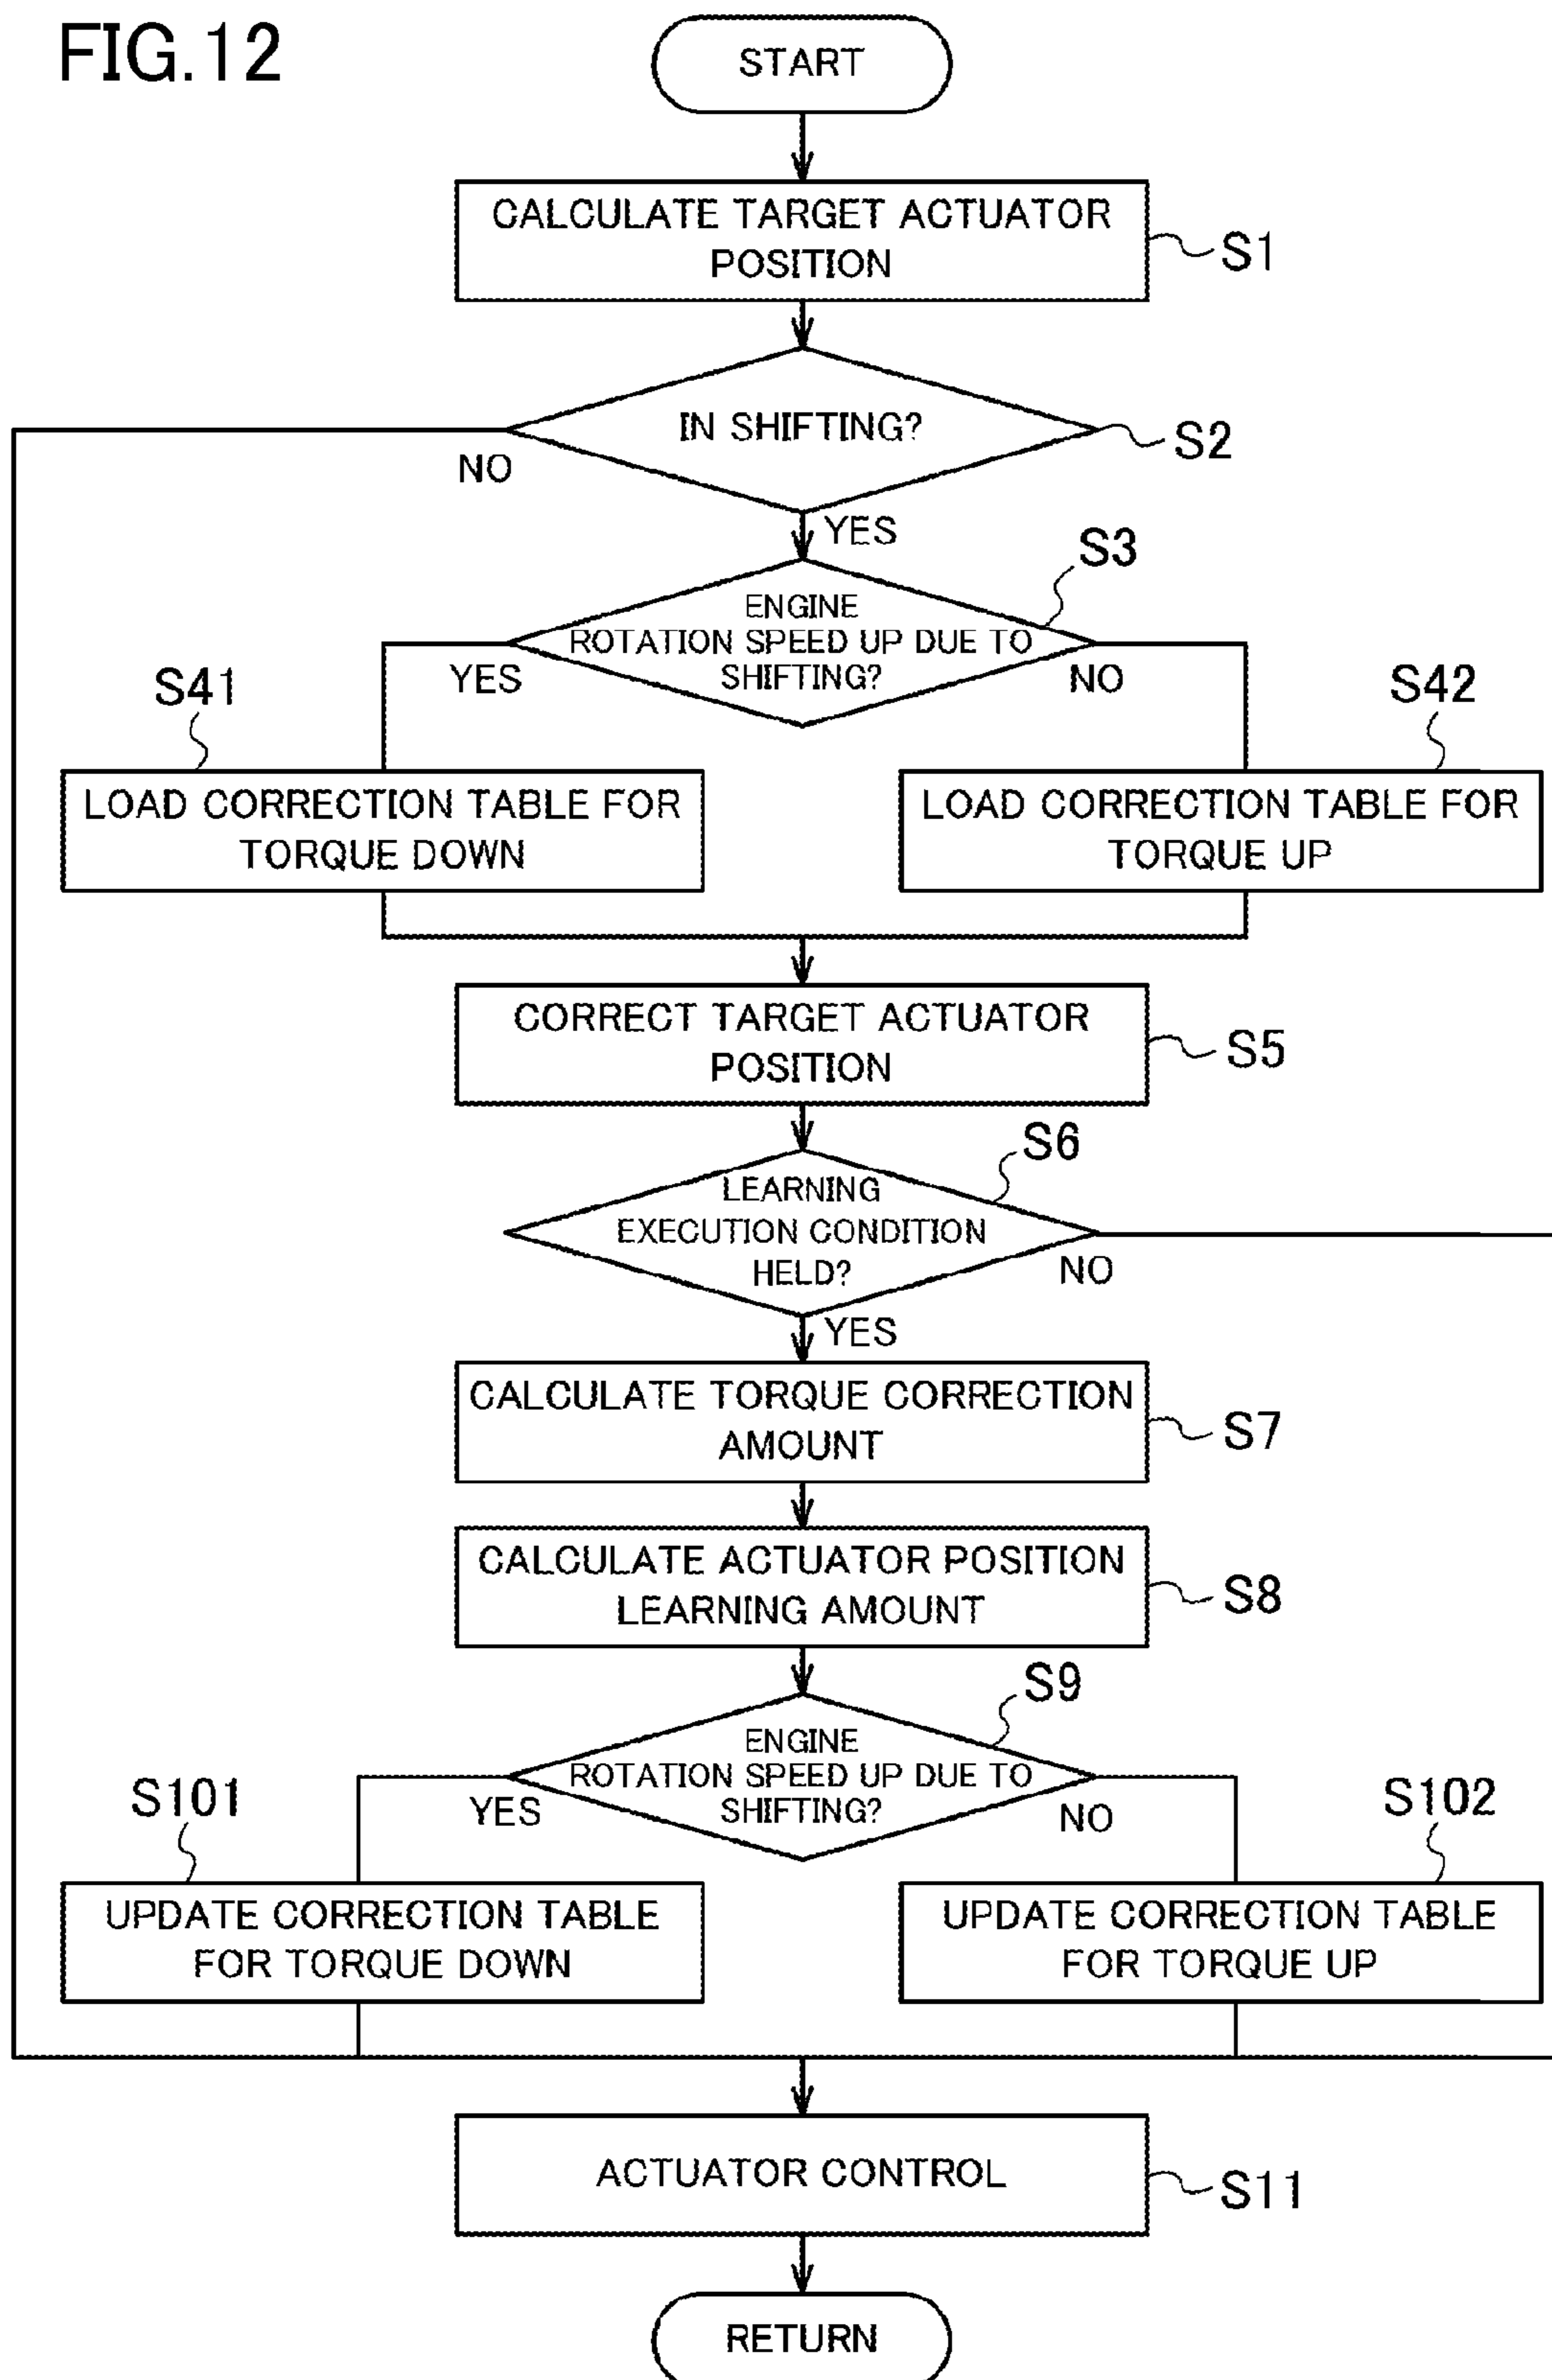 FIG.12
START
CALCULATE TARGET ACTUATOR
POSITION
S1
IN SHIFTING?
S2
NO
YES
S3
ENGINE
ROTATION SPEED UP DUE TO
SHIFTING?
YES
NO
S41
S42
LOAD CORRECTION TABLE FOR
TORQUE DOWN
LOAD CORRECTION TABLE FOR
TORQUE UP
CORRECT TARGET ACTUATOR
POSITION
S5
S6
LEARNING
EXECUTION CONDITION
HELD?
NO
YES
CALCULATE TORQUE CORRECTION
AMOUNT
S7
CALCULATE ACTUATOR POSITION
LEARNING AMOUNT
S8
S9
ENGINE
ROTATION SPEED UP DUE TO
SHIFTING?
YES
NO
S101
S102
UPDATE CORRECTION TABLE
FOR TORQUE DOWN
UPDATE CORRECTION TABLE
FOR TORQUE UP
ACTUATOR CONTROL
S11
RETURN